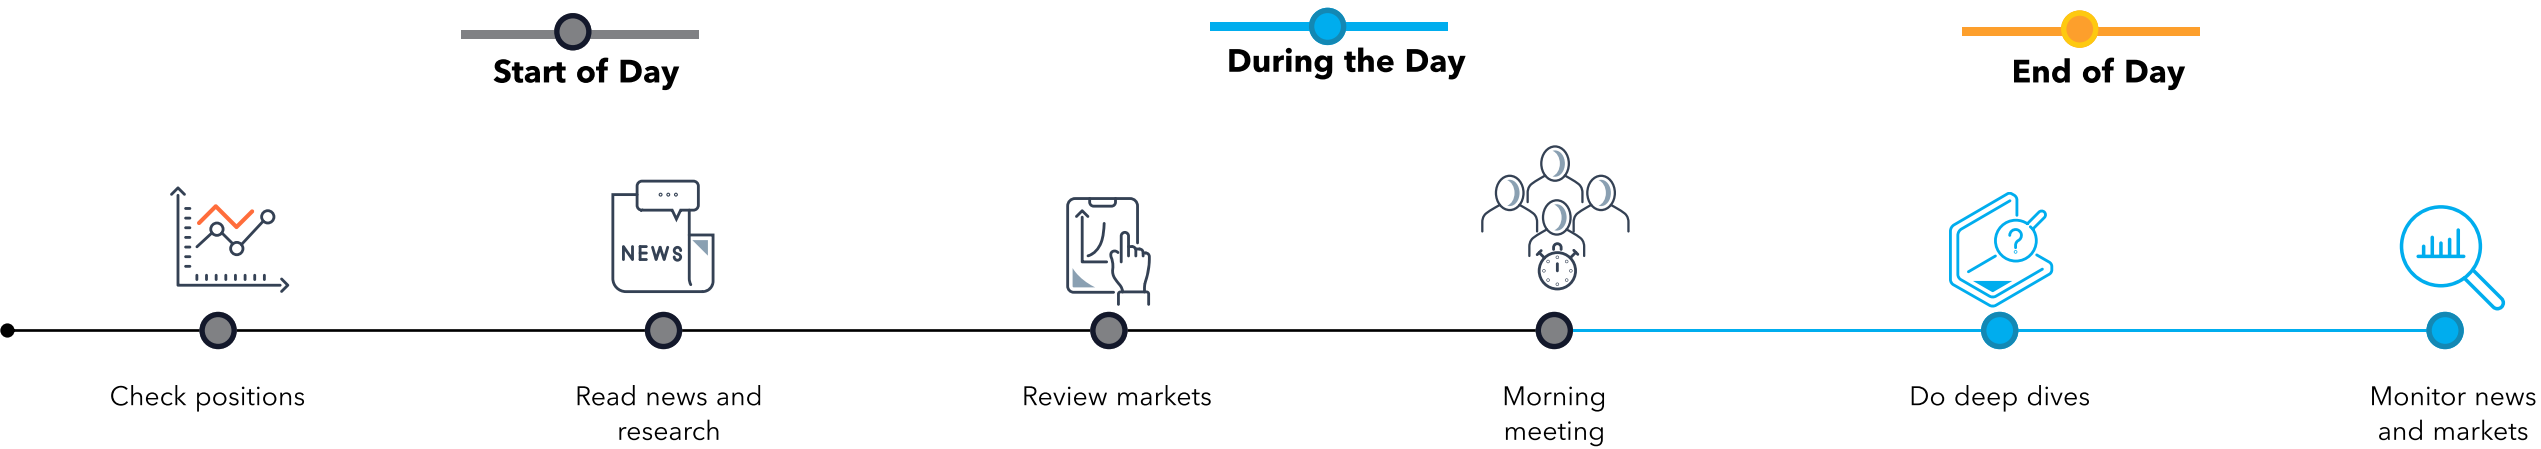 Start of Day
During the Day
End of Day
NEWS
?
Check positions
Read news and
research
Review markets
Morning
meeting
Do deep dives
Monitor news
and markets